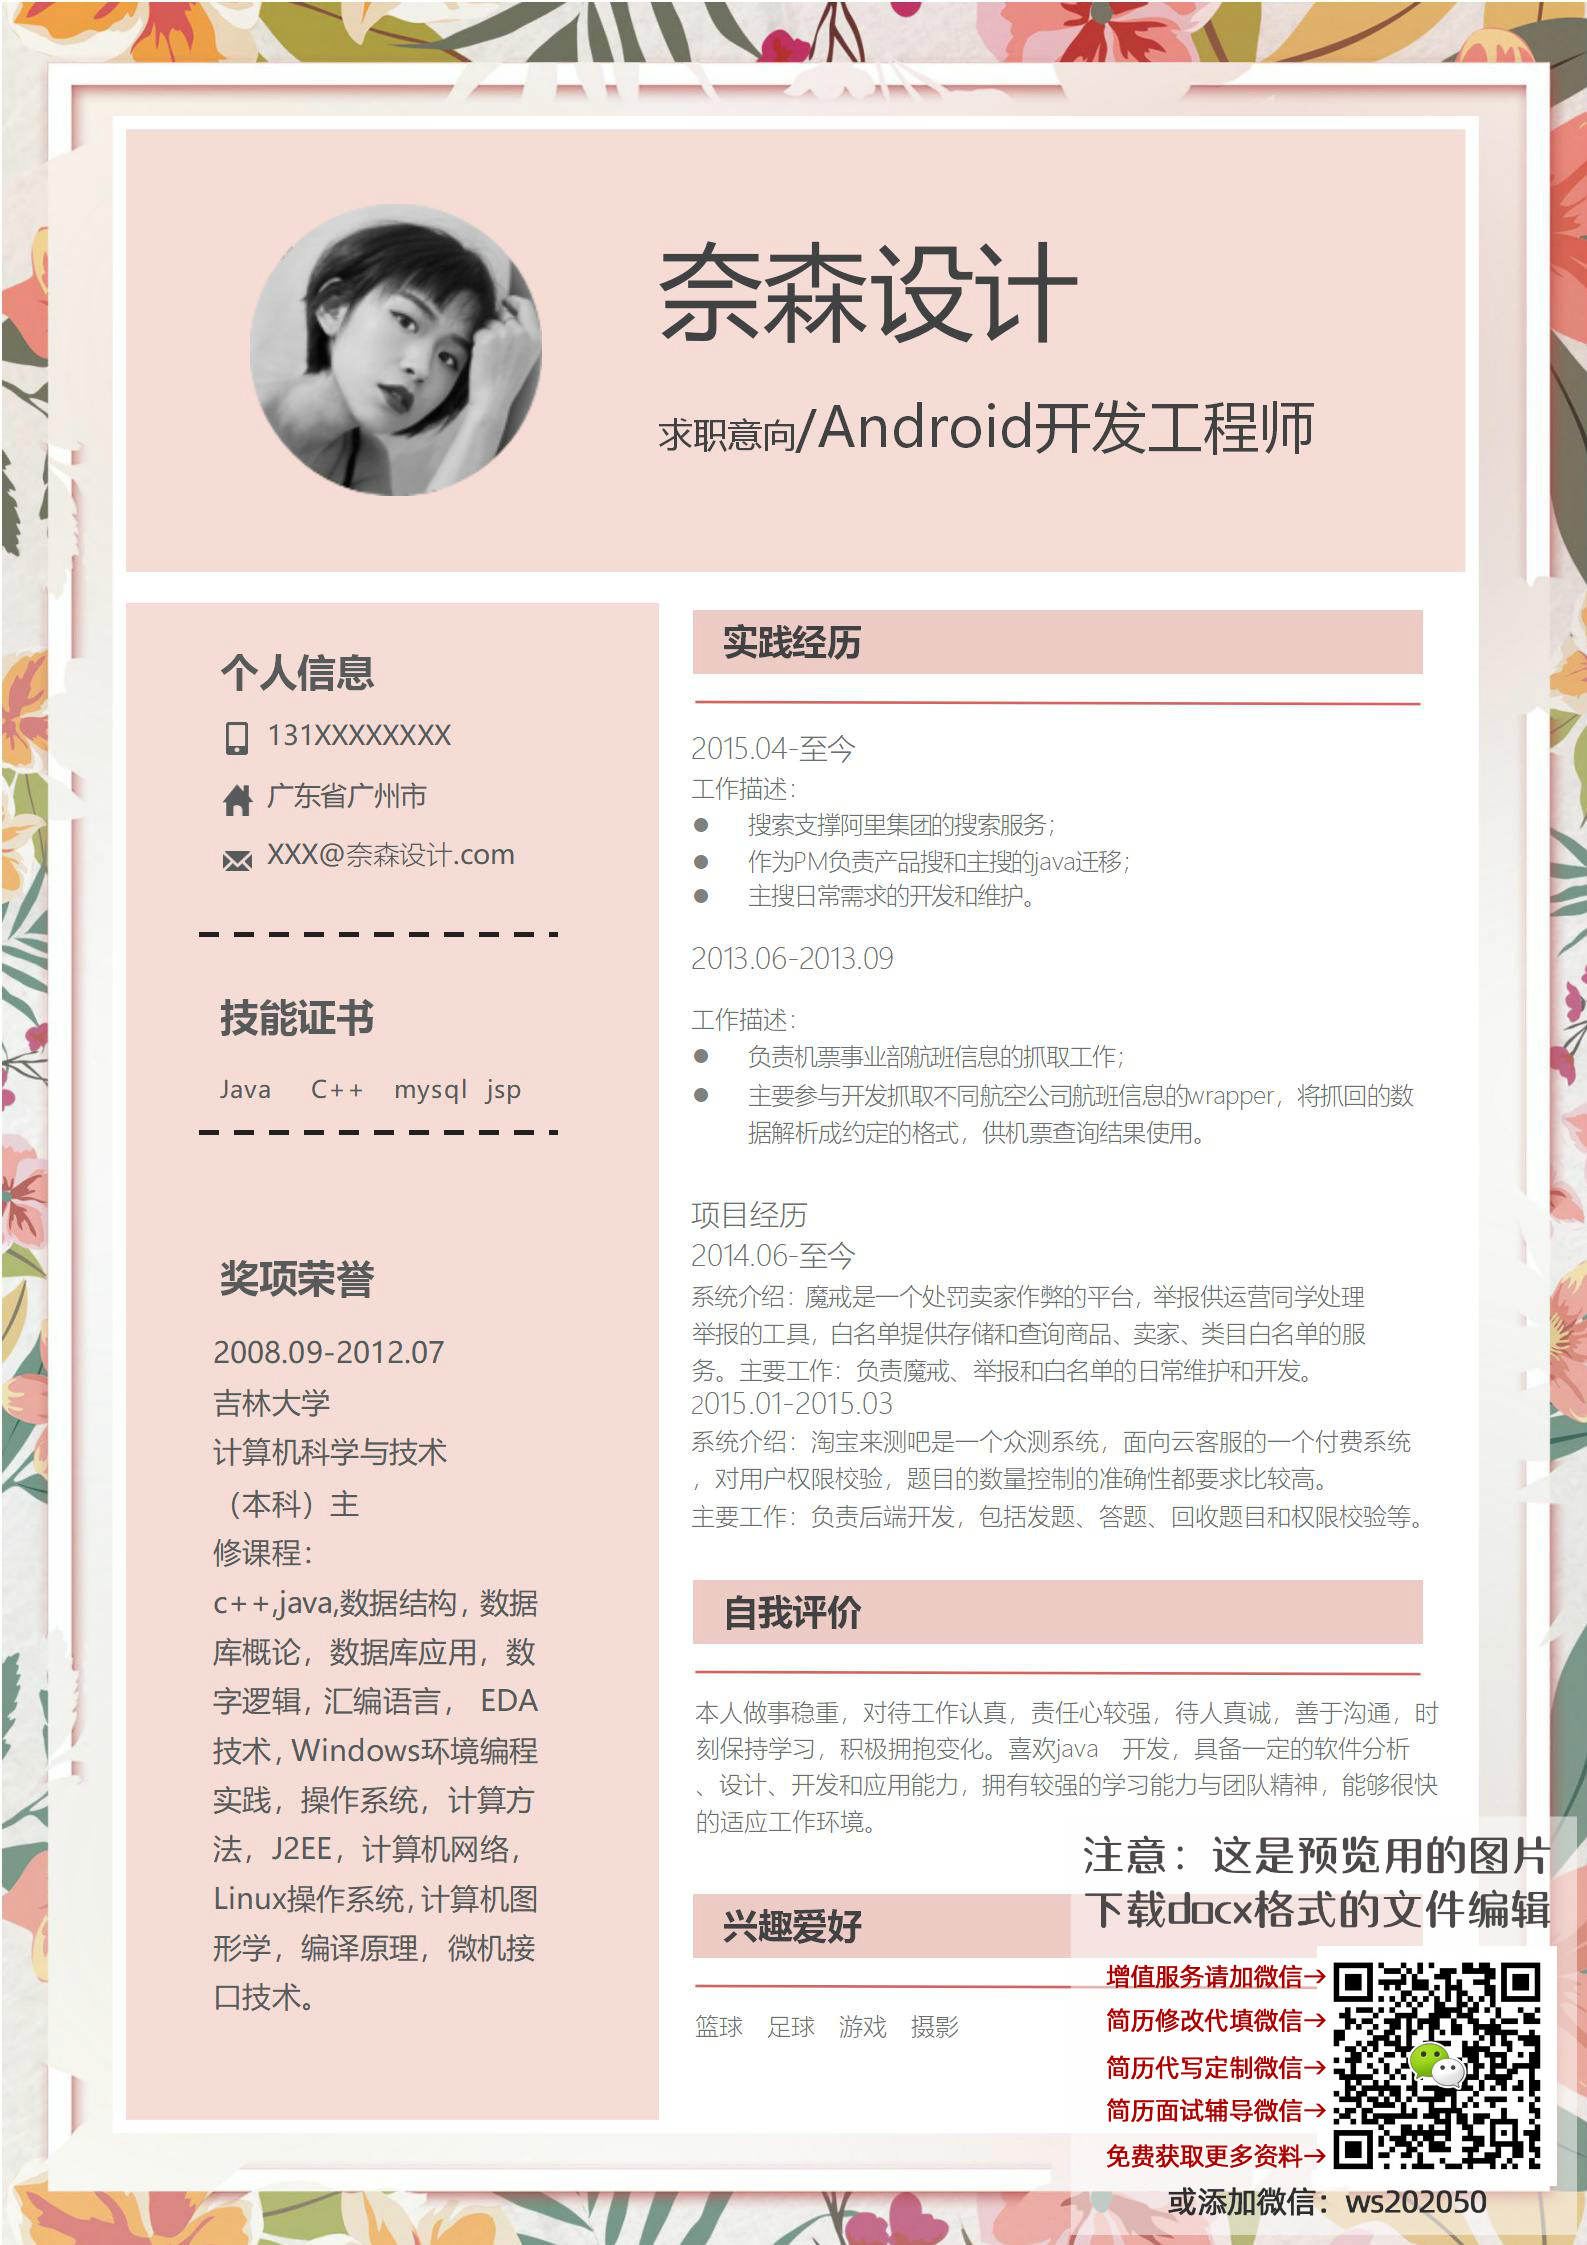 奈森设计
求职意向/Android开发工程师
个人信息
131XXXXXXXX
广东省广州市
XXX@奈森设计.com
技能证书
Java C++ mysql jsp
奖项荣誉
2008.09-2012.07
吉林大学
计算机科学与技术
（本科）主
修课程：
c++,java,数据结构，数据
库概论，数据库应用，数
字逻辑，汇编语言， EDA
技术，Windows环境编程
实践，操作系统，计算方
法，J2EE，计算机网络，
Linux操作系统，计算机图
形学，编译原理，微机接
口技术。
实践经历
2015.04-至今
工作描述：
● 搜索支撑阿里集团的搜索服务；
● 作为PM负责产品搜和主搜的java迁移；
● 主搜日常需求的开发和维护。
2013.06-2013.09
工作描述：
● 负责机票事业部航班信息的抓取工作；
● 主要参与开发抓取不同航空公司航班信息的wrapper，将抓回的数
据解析成约定的格式，供机票查询结果使用。
项目经历
2014.06-至今
系统介绍：魔戒是一个处罚卖家作弊的平台，举报供运营同学处理
举报的工具，白名单提供存储和查询商品、卖家、类目白名单的服
务。主要工作：负责魔戒、举报和白名单的日常维护和开发。
2015.01-2015.03
系统介绍：淘宝来测吧是一个众测系统，面向云客服的一个付费系统
，对用户权限校验，题目的数量控制的准确性都要求比较高。
主要工作：负责后端开发，包括发题、答题、回收题目和权限校验等。
自我评价
本人做事稳重，对待工作认真，责任心较强，待人真诚，善于沟通，时
刻保持学习，积极拥抱变化。喜欢java 开发，具备一定的软件分析
、设计、开发和应用能力，拥有较强的学习能力与团队精神，能够很快
的适应工作环境。
兴趣爱好
篮球 足球 游戏 摄影
注意：这是预览用的图片
下载docx格式的文件编辑
增值服务请加微信→
简历修改代填微信→
简历代写定制微信→
简历面试辅导微信→
免费获取更多资料→
或添加微信：ws202050